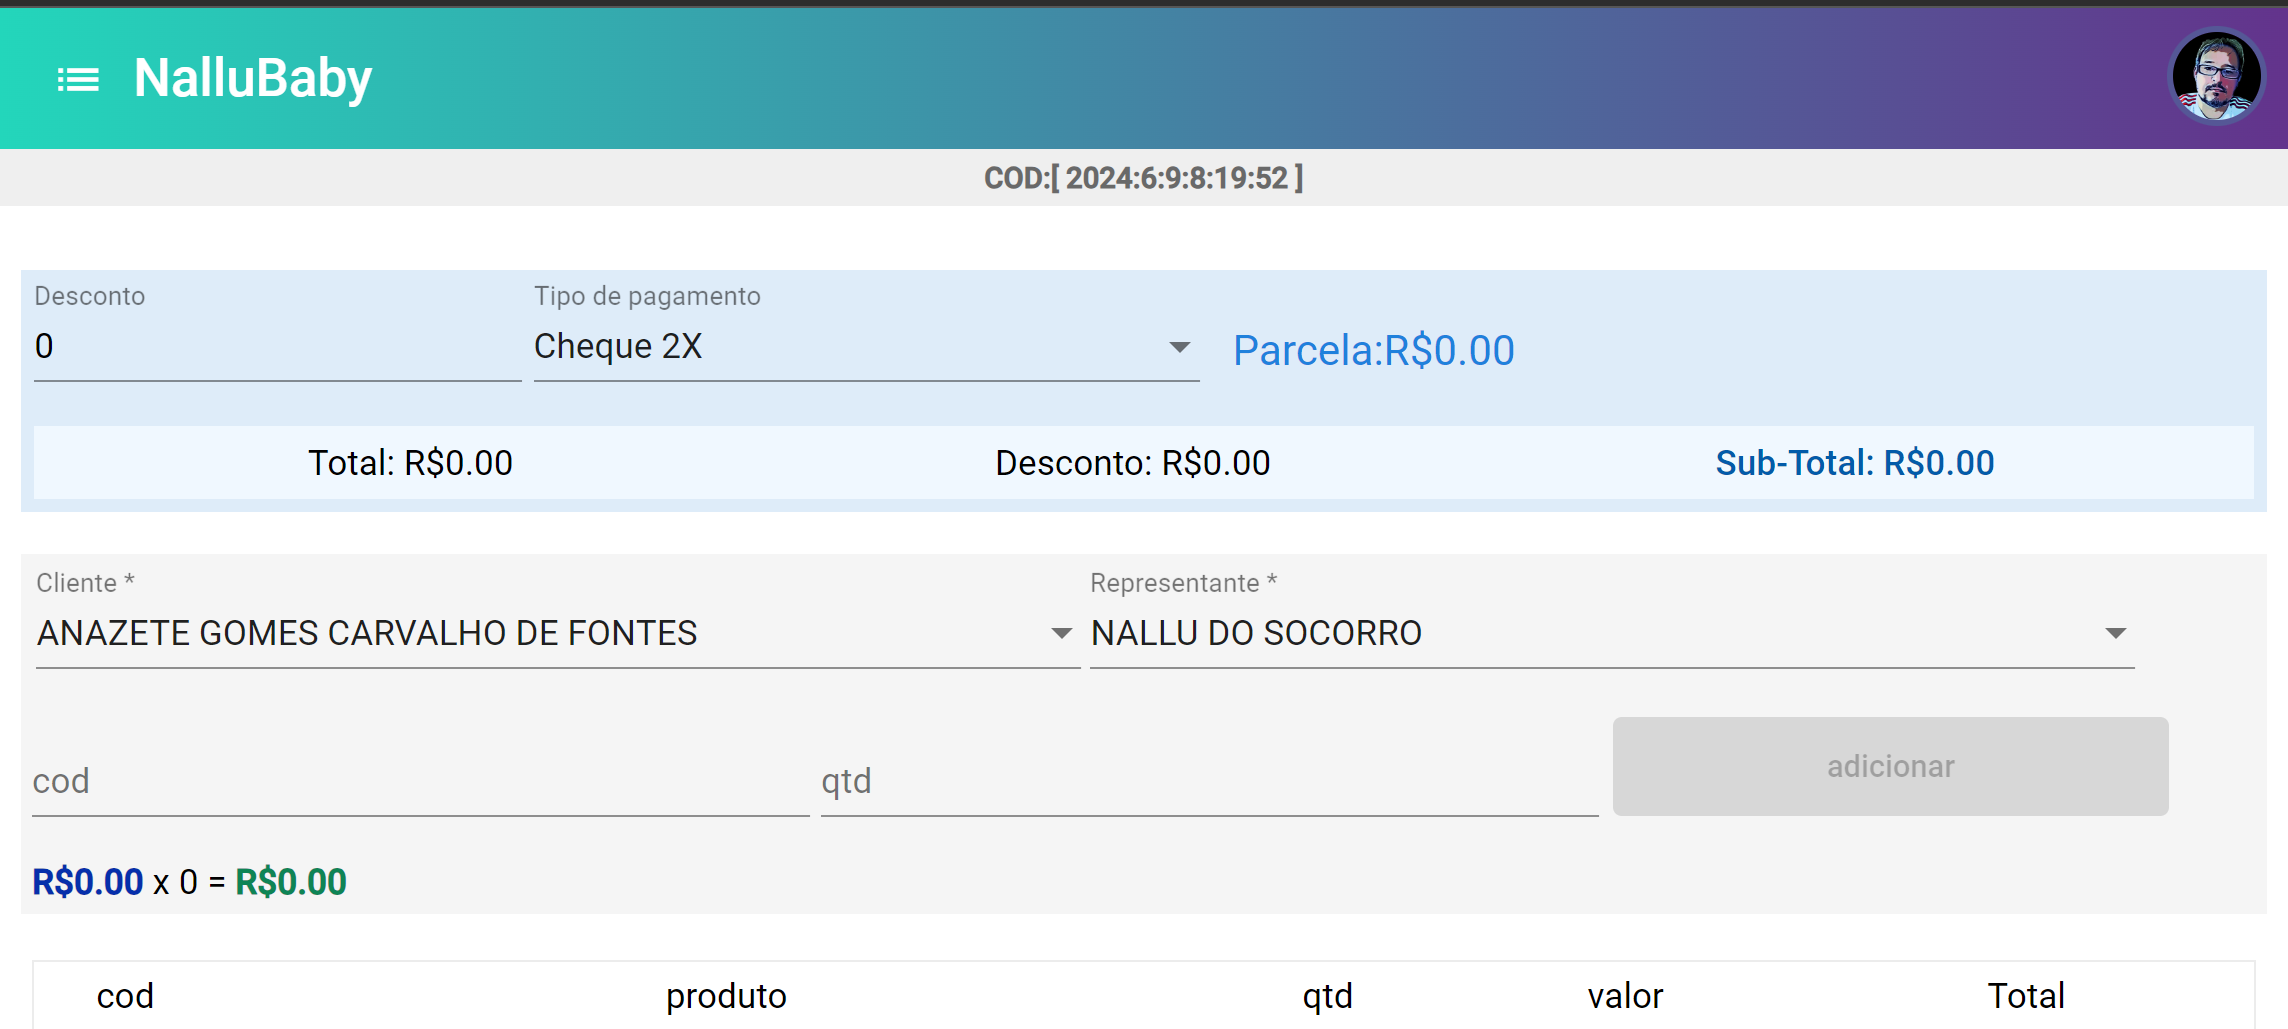 NalluBaby
COD:[ 2024:6:9:8:19:52 ]
Desconto
0
Tipo de pagamento
Cheque 2X
Parcela:R$0.00
Total: R$0.00
Desconto: R$0.00
Sub-Total: R$0.00
Cliente *
ANAZETE GOMES CARVALHO DE FONTES
Representante *
NALLU DO SOCORRO
cod
qtd
adicionar
R$0.00 x 0 = R$0.00
cod produto qtd valor Total